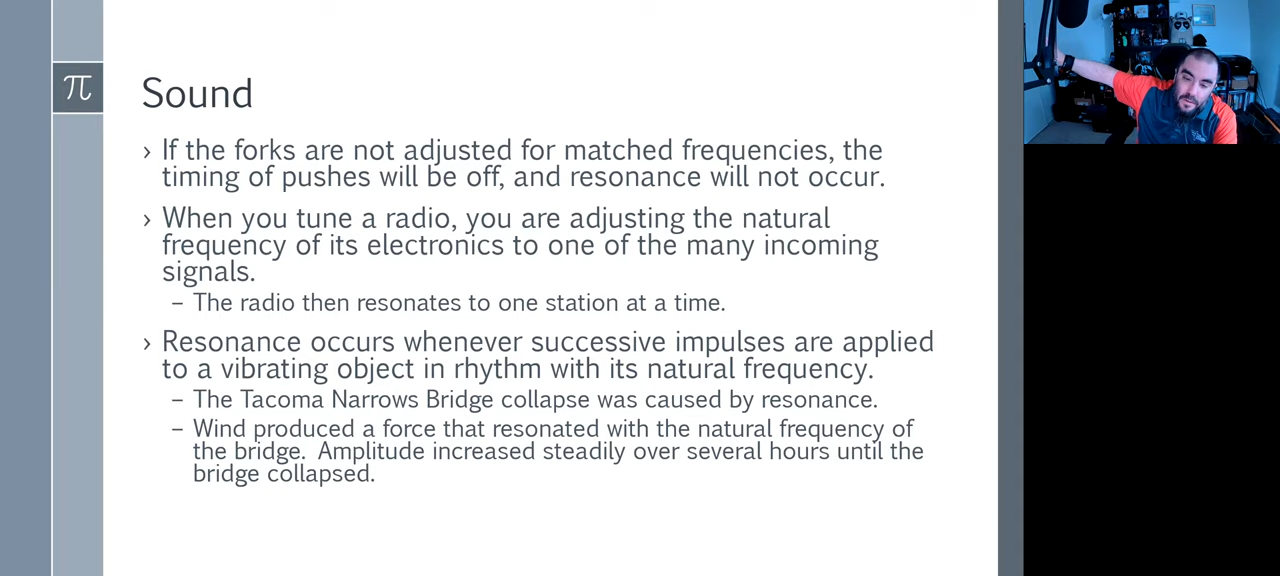 π
Sound
› If the forks are not adjusted for matched frequencies, the
timing of pushes will be off, and resonance will not occur.
› When you tune a radio, you are adjusting the natural
frequency of its electronics to one of the many incoming
signals.
– The radio then resonates to one station at a time.
› Resonance occurs whenever successive impulses are applied
to a vibrating object in rhythm with its natural frequency.
– The Tacoma Narrows Bridge collapse was caused by resonance.
– Wind produced a force that resonated with the natural frequency of
the bridge.  Amplitude increased steadily over several hours until the
bridge collapsed.